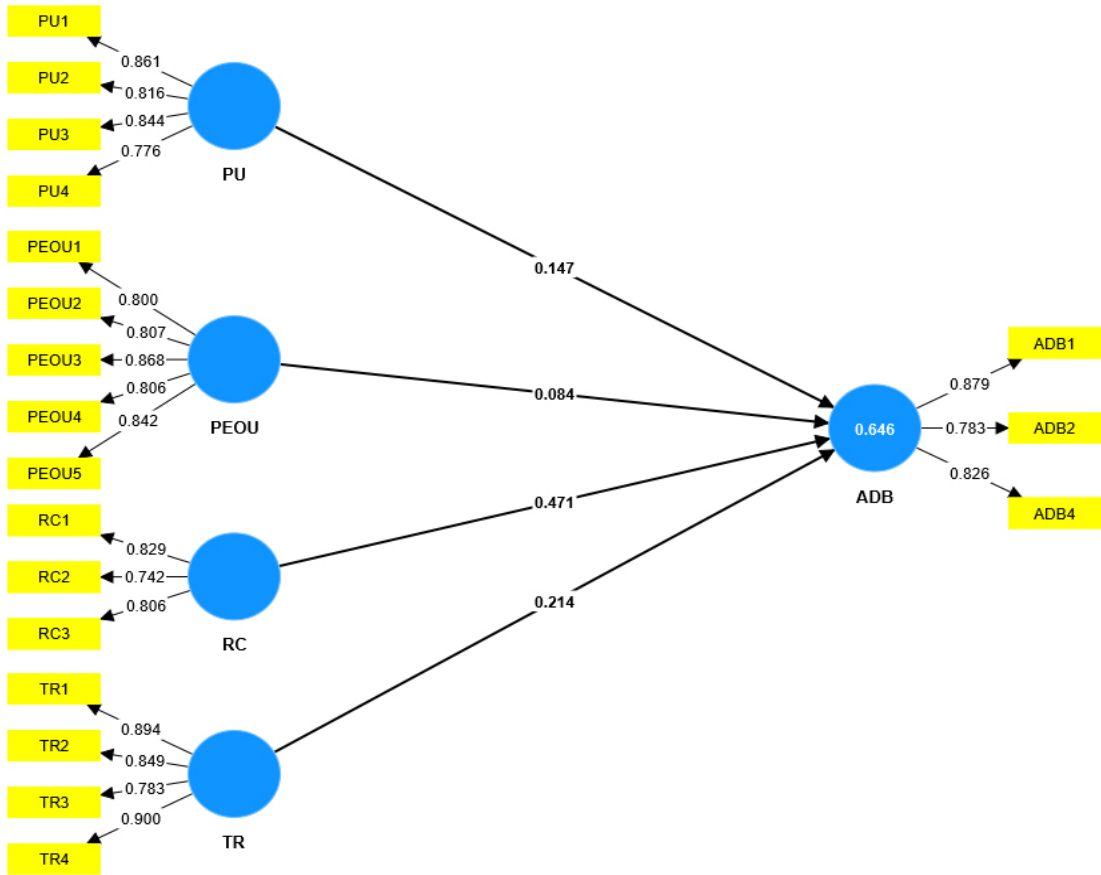 PU1
0.861
PU2
0.816
PU3
0.844
PU4
0.776
PU
0.147
PEOU1
0.800
PEOU2
0.807
PEOU3
0.868
PEOU4
0.806
PEOU5
0.842
PEOU
0.084
RC1
0.829
RC2
0.742
RC3
0.806
RC
0.471
TR1
0.894
TR2
0.849
TR3
0.783
TR4
0.900
TR
0.214
0.646
ADB
0.879
ADB1
0.783
ADB2
0.826
ADB4